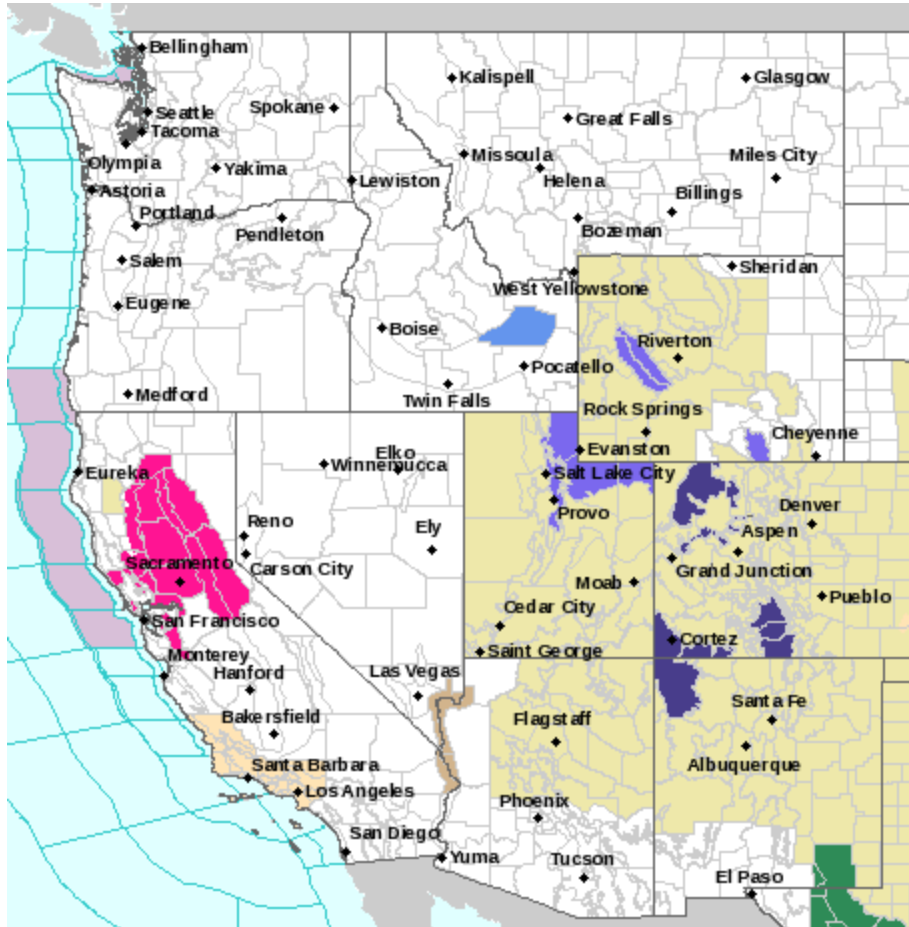 Bellingham
Kalispell
Glasgow
Spokane
Seattle
Great Falls
Tacoma
Olympia
Missoula
Miles City
Yakima
Helena
Lewiston
Astoria
Billings
Portland
Pendleton
Bozeman
Salem
Sheridan
West Yellowstone
Eugene
Boise
Riverton
Pocatello
Medford
Twin Falls
Rock Springs
Cheyenne
Elko
Evanston
Eureka
Winnemucca
Salt Lake City
Denver
Provo
Reno
Ely
Aspen
Sacramento
Carson City
Grand Junction
Moab
Pueblo
Cedar City
San Francisco
Cortez
Saint George
Monterey
Hanford
Las Vegas
Santa Fe
Bakersfield
Flagstaff
Santa Barbara
Albuquerque
Los Angeles
Phoenix
San Diego
Yuma
Tucson
El Paso